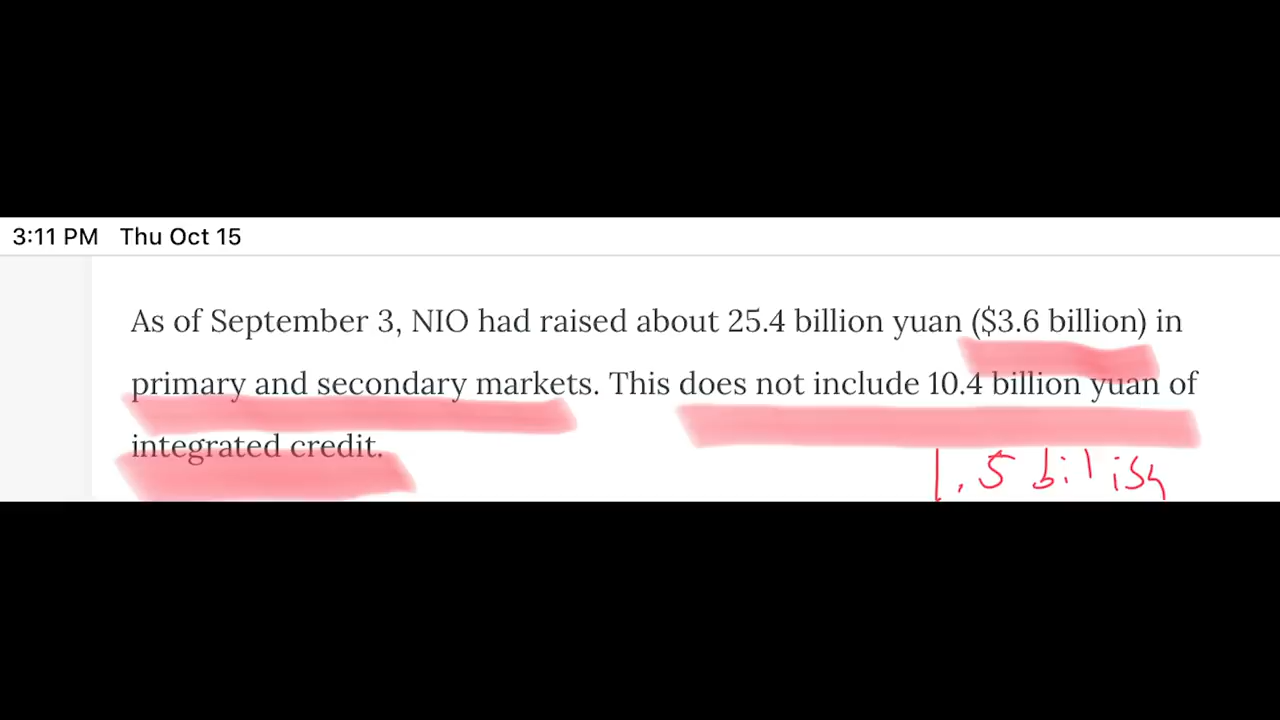 3:11 PM Thu Oct 15
As of September 3, NIO had raised about 25.4 billion yuan ($3.6 billion) in
primary and secondary markets. This does not include 10.4 billion yuan of
integrated credit.
1.5 bilion